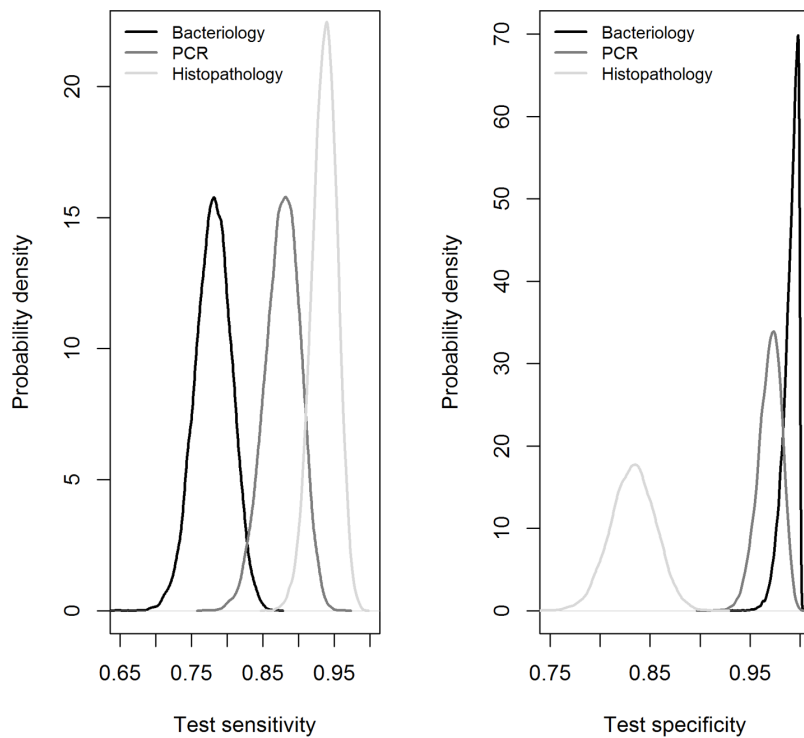 Bacteriology
PCR
Histopathology
20
15
10
5
0
Probability density
0.65 0.75 0.85 0.95
Test sensitivity
Bacteriology
PCR
Histopathology
70
60
50
40
30
20
10
0
Probability density
0.75 0.85 0.95
Test specificity